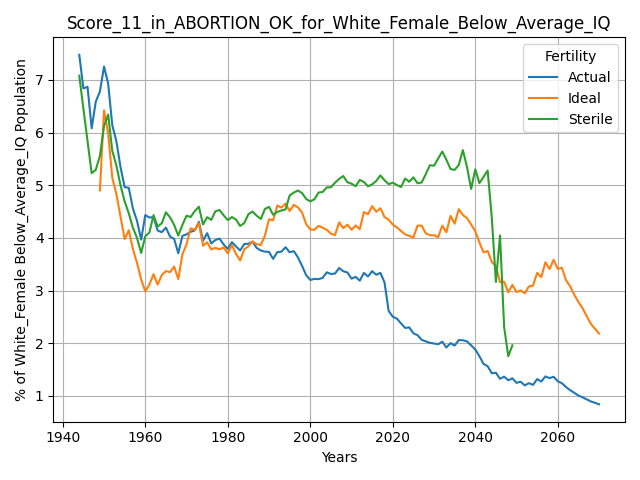 Score_11_in_ABORTION_OK_for_White_Female_Below_Average_IQ
% of White_Female Below_Average_IQ Population
7
6
5
4
3
2
1
Fertility
Actual
Ideal
Sterile
1940 1960 1980 2000 2020 2040 2060
Years